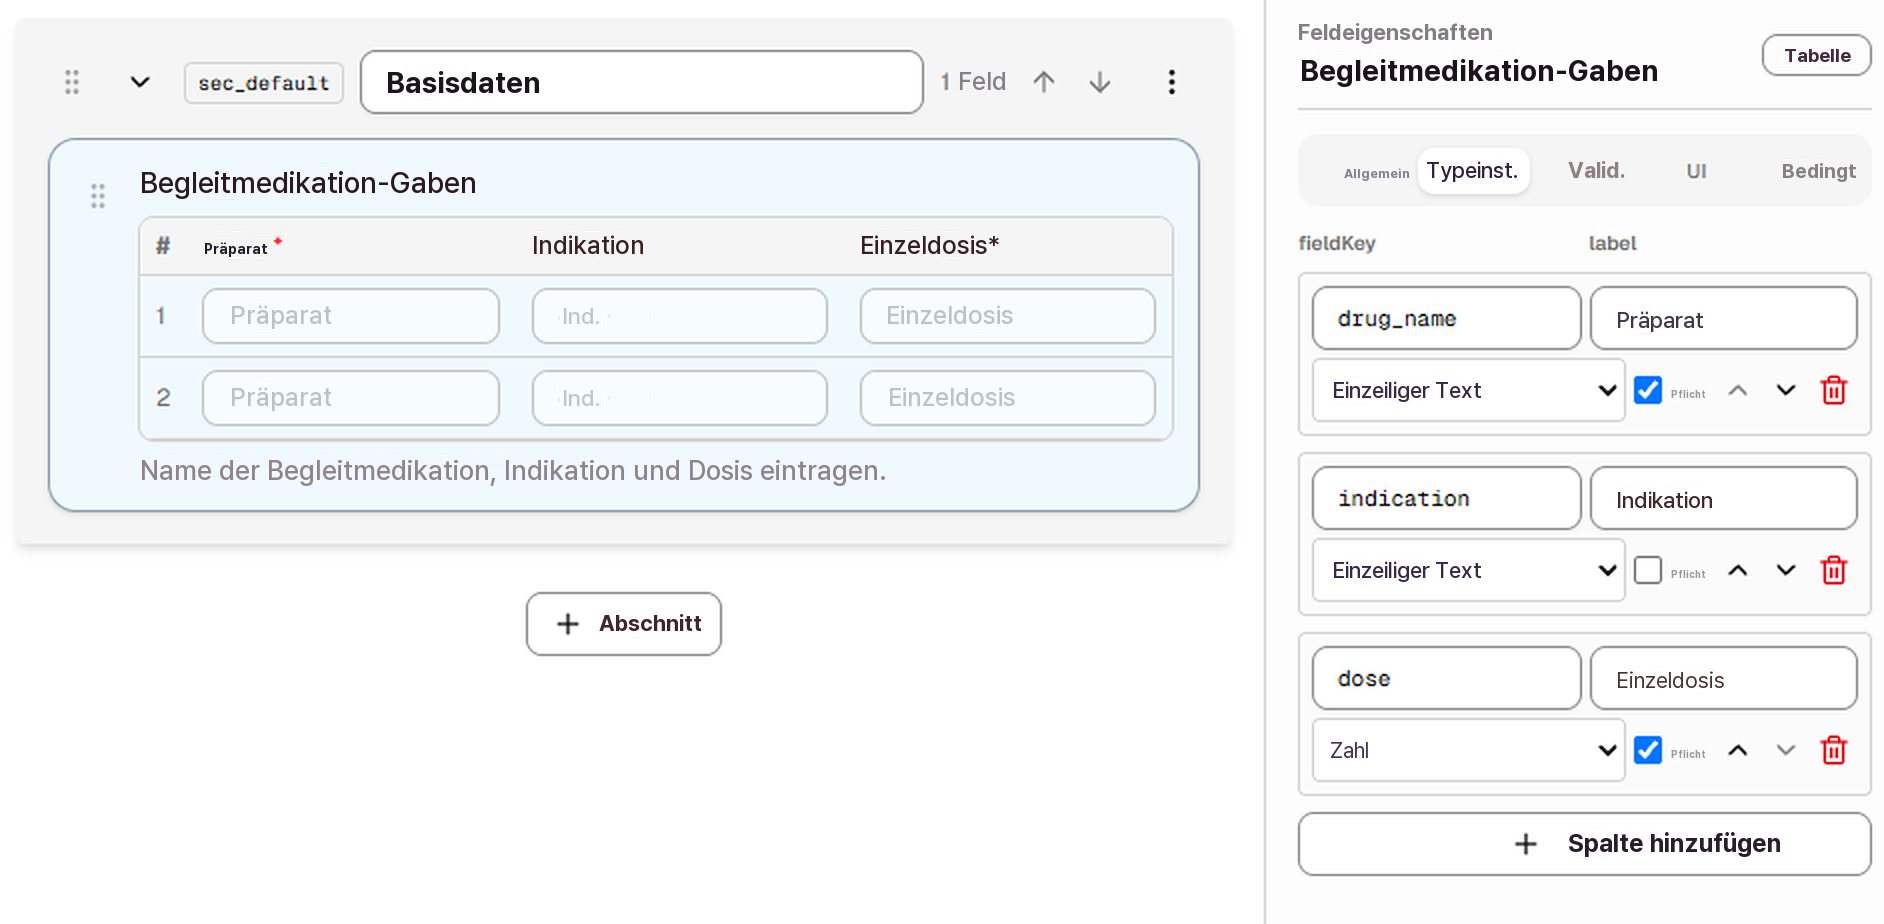 sec_default Basisdaten 1 Feld
Begleitmedikation-Gaben
# Präparat * Indikation Einzeldosis*
1 Präparat Ind. Einzeldosis
2 Präparat Ind. Einzeldosis
Name der Begleitmedikation, Indikation und Dosis eintragen.
+ Abschnitt
Feldeigenschaften
Begleitmedikation-Gaben Tabelle
Allgemein Typeinst. Valid. UI Bedingt
fieldKey label
drug_name Präparat
Einzeiliger Text Pflicht
indication Indikation
Einzeiliger Text Pflicht
dose Einzeldosis
Zahl Pflicht
+ Spalte hinzufügen